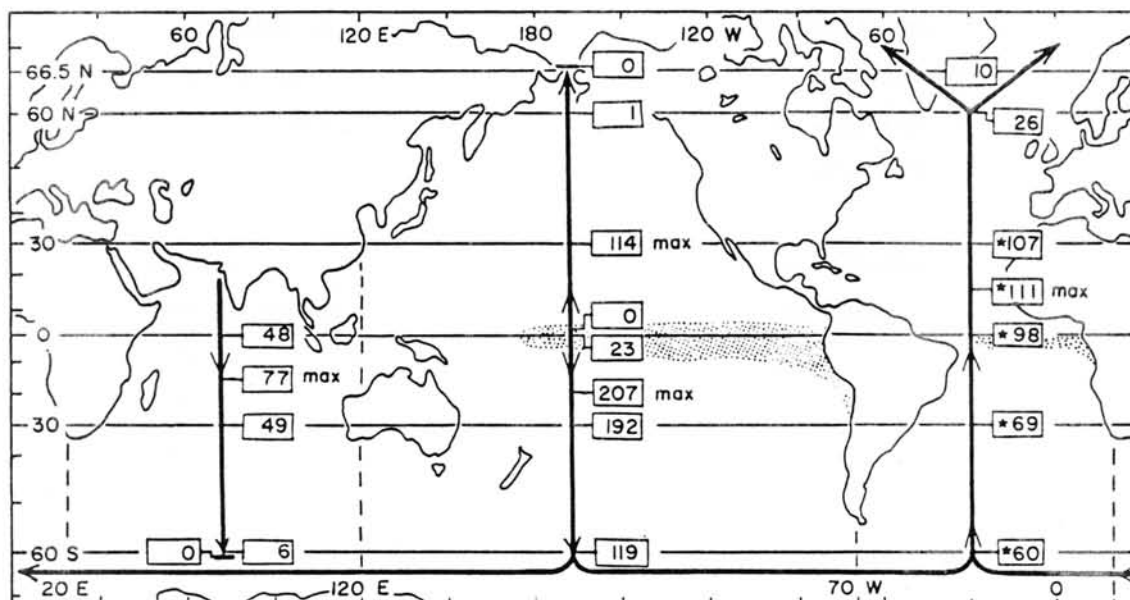 60 120 E 180 120 W 60
66.5 N 0 10
60 N 1 26
30 114 max *107
*111 max
0
0 48 *98
23
77 max
207 max
30 49 192 *69
60 S 0 6 119 *60
20 E 120 E 70 W 0